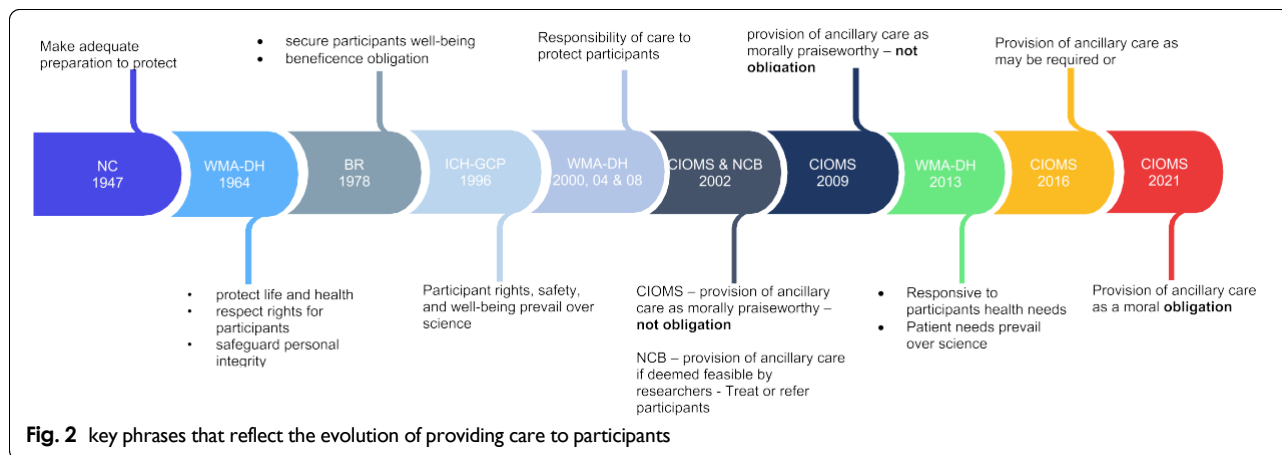 Make adequate
preparation to protect
• secure participants well-being
• beneficence obligation
Responsibility of care to
protect participants
provision of ancillary care as
morally praiseworthy – not
obligation
Provision of ancillary care as
may be required or
NC
1947
WMA-DH
1964
BR
1978
ICH-GCP
1996
WMA-DH
2000, 04 & 08
CIOMS & NCB
2002
CIOMS
2009
WMA-DH
2013
CIOMS
2016
CIOMS
2021
• protect life and health
• respect rights for
participants
• safeguard personal
integrity
Participant rights, safety,
and well-being prevail over
science
CIOMS – provision of ancillary
care as morally praiseworthy –
not obligation
NCB – provision of ancillary care
if deemed feasible by
researchers - Treat or refer
participants
• Responsive to
participants health needs
• Patient needs prevail
over science
Provision of ancillary care
as a moral obligation
Fig. 2 key phrases that reflect the evolution of providing care to participants